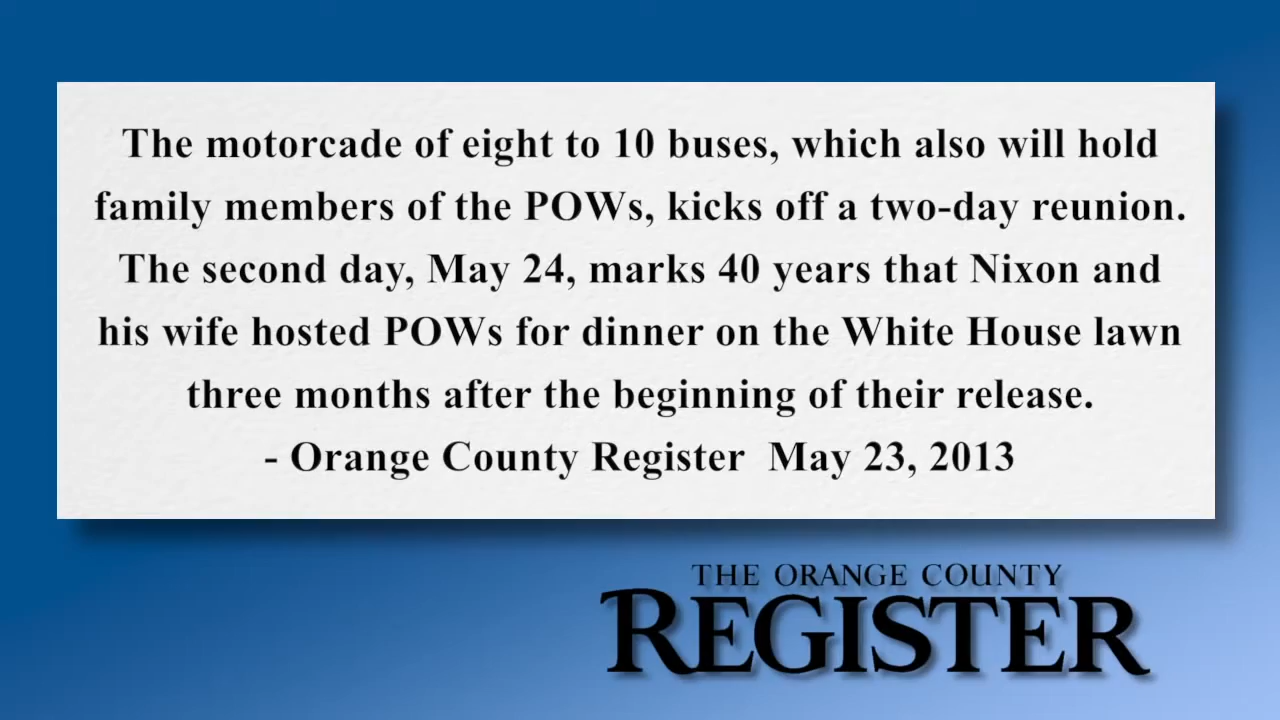 The motorcade of eight to 10 buses, which also will hold
family members of the POWs, kicks off a two-day reunion.
The second day, May 24, marks 40 years that Nixon and
his wife hosted POWs for dinner on the White House lawn
three months after the beginning of their release.
- Orange County Register  May 23, 2013
THE ORANGE COUNTY
REGISTER